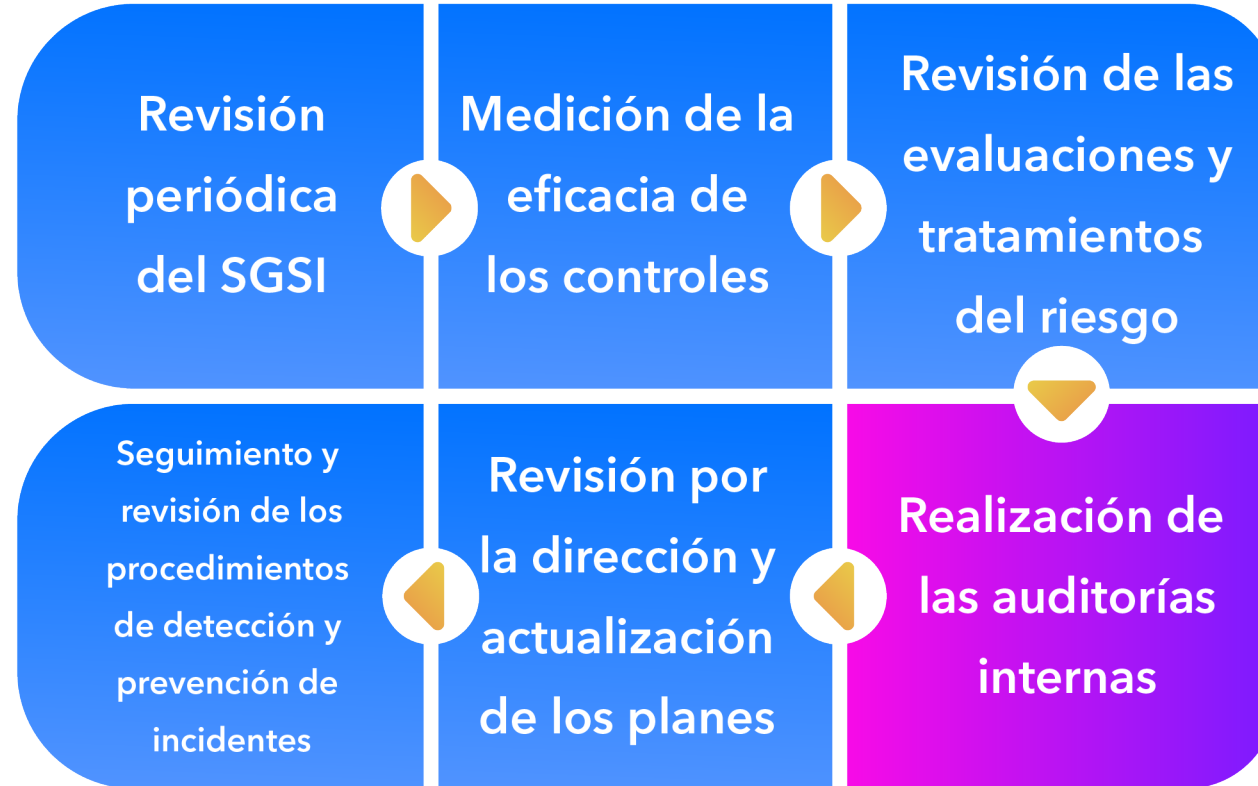 Revisión
periódica
del SGSI
Medición de la
eficacia de
los controles
Revisión de las
evaluaciones y
tratamientos
del riesgo
Realización de
las auditorías
internas
Revisión por
la dirección y
actualización
de los planes
Seguimiento y
revisión de los
procedimientos
de detección y
prevención de
incidentes